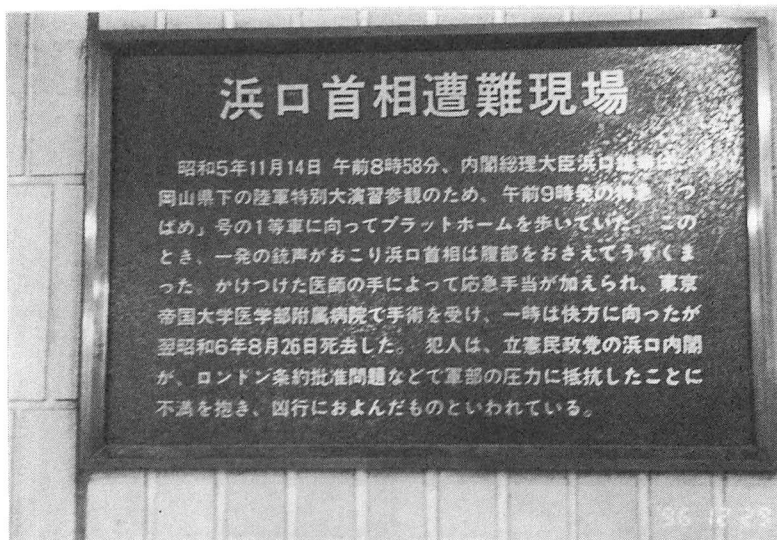 浜口首相遭難現場
昭和5年11月14日 午前8時58分、内閣総理大臣浜口雄幸は、
岡山県下の陸軍特別大演習参観のため、午前9時発の特急「つ
ばめ」号の1等車に向ってプラットホームを歩いていた。この
とき、一発の銃声がおこり浜口首相は腹部をおさえてうずくま
った。かけつけた医師の手によって応急手当が加えられ、東京
帝国大学医学部附属病院で手術を受け、一時は快方に向ったが
翌昭和6年8月26日死去した。 犯人は、立憲民政党の浜口内閣
が、ロンドン条約批准問題などで軍部の圧力に抵抗したことに
不満を抱き、凶行におよんだものといわれている。
'96 12 29